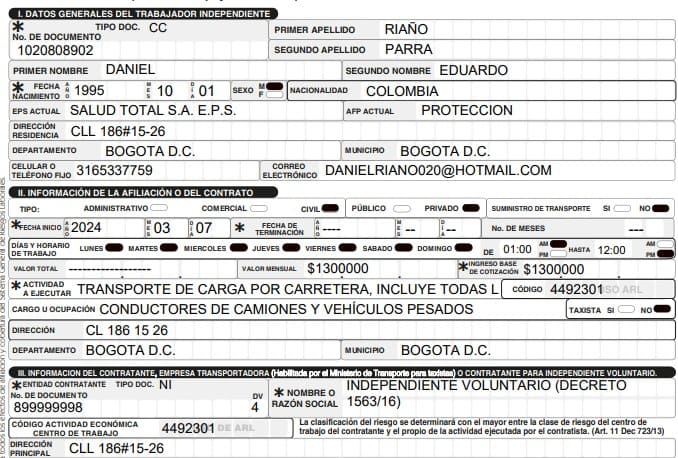 I. DATOS GENERALES DEL TRABAJADOR INDEPENDIENTE
* TIPO DOC. CC PRIMER APELLIDO RIAÑO
No. DE DOCUMENTO
1020808902 SEGUNDO APELLIDO PARRA
PRIMER NOMBRE DANIEL SEGUNDO NOMBRE EDUARDO
* FECHA NACIMIENTO AÑO 1995 MES 10 DIA 01 SEXO M F NACIONALIDAD COLOMBIA
EPS ACTUAL SALUD TOTAL S.A. E.P.S. AFP ACTUAL PROTECCION
DIRECCIÓN RESIDENCIA CLL 186#15-26
DEPARTAMENTO BOGOTA D.C. MUNICIPIO BOGOTA D.C.
CELULAR O TELÉFONO FIJO 3165337759 CORREO ELECTRÓNICO DANIELRIANO020@HOTMAIL.COM
II. INFORMACIÓN DE LA AFILIACIÓN O DEL CONTRATO
TIPO: ADMINISTRATIVO COMERCIAL CIVIL PÚBLICO PRIVADO SUMINISTRO DE TRANSPORTE SI NO
* FECHA INICIO AÑO 2024 MES 03 DIA 07 * FECHA DE TERMINACIÓN AÑO ---- MES -- DIA -- No. DE MESES ---
DÍAS Y HORARIO DE TRABAJO LUNES MARTES MIERCOLES JUEVES VIERNES SABADO DOMINGO DE 01:00 AM PM HASTA 12:00 AM PM
VALOR TOTAL ------------------ VALOR MENSUAL $1300000 * INGRESO BASE DE COTIZACIÓN $1300000
* ACTIVIDAD A EJECUTAR TRANSPORTE DE CARGA POR CARRETERA, INCLUYE TODAS L CÓDIGO 4492301 ARL
CARGO U OCUPACIÓN CONDUCTORES DE CAMIONES Y VEHÍCULOS PESADOS TAXISTA SI NO
DIRECCIÓN CL 186 15 26
DEPARTAMENTO BOGOTA D.C. MUNICIPIO BOGOTA D.C.
III. INFORMACION DEL CONTRATANTE, EMPRESA TRANSPORTADORA (Habilitada por el Ministerio de Transporte para taxistas) O CONTRATANTE PARA INDEPENDIENTE VOLUNTARIO.
* ENTIDAD CONTRATANTE TIPO DOC. NI * NOMBRE O RAZÓN SOCIAL INDEPENDIENTE VOLUNTARIO (DECRETO
No. DE DOCUMENTO DV 1563/16)
899999998 4
CÓDIGO ACTIVIDAD ECONÓMICA CENTRO DE TRABAJO 4492301 DE ARL La clasificación del riesgo se determinará con el mayor entre la clase de riesgo del centro de
trabajo del contratante y el propio de la actividad ejecutada por el contratista. (Art. 11 Dec 723/13)
DIRECCIÓN PRINCIPAL CLL 186#15-26